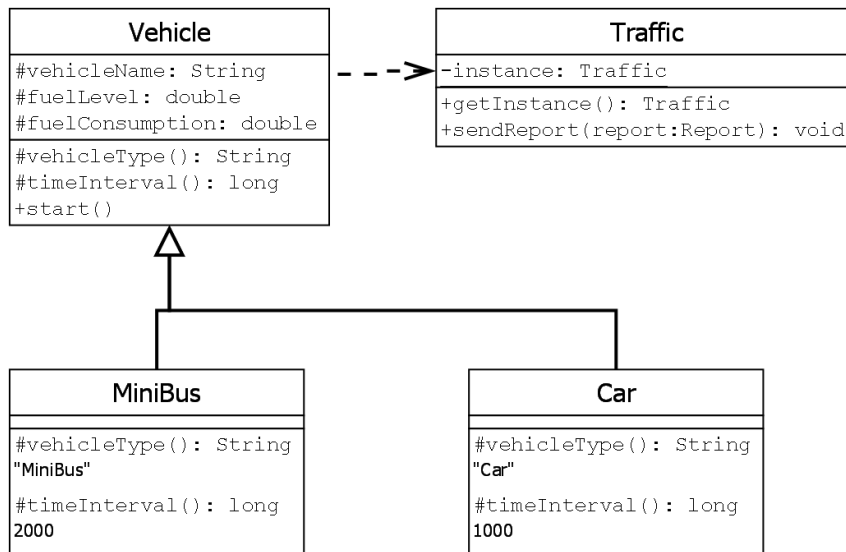 Vehicle
#vehicleName: String
#fuelLevel: double
#fuelConsumption: double
#vehicleType(): String
#timeInterval(): long
+start()
Traffic
-instance: Traffic
+getInstance(): Traffic
+sendReport(report:Report): void
MiniBus
#vehicleType(): String
"MiniBus"
#timeInterval(): long
2000
Car
#vehicleType(): String
"Car"
#timeInterval(): long
1000